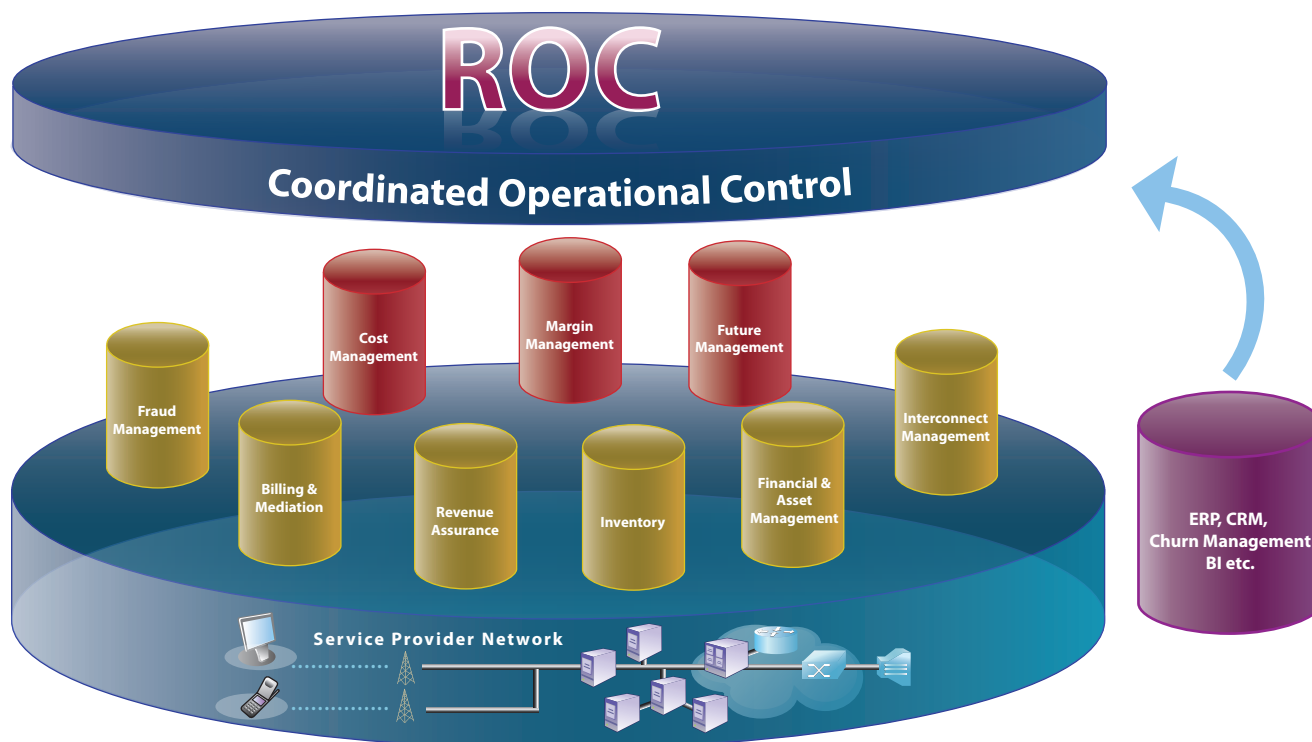 ROC
Coordinated Operational Control
Cost
Management
Margin
Management
Future
Management
Fraud
Management
Interconnect
Management
Billing &
Mediation
Revenue
Assurance
Inventory
Financial &
Asset
Management
ERP, CRM,
Churn Management
BI etc.
Service Provider Network